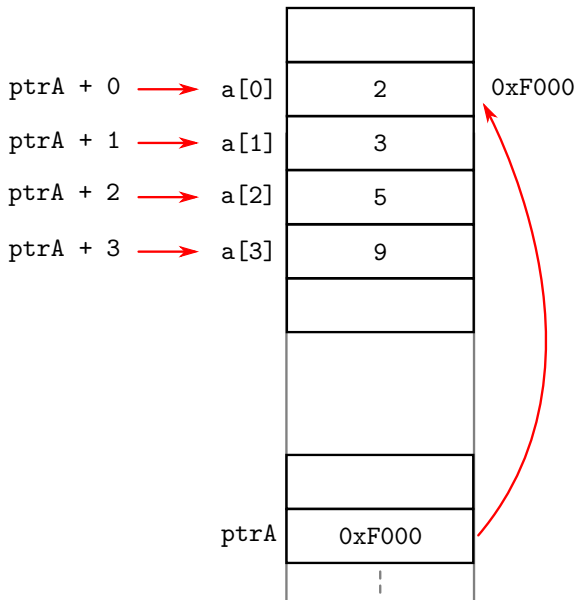 ptrA + 0 a[0] 2 0xF000
ptrA + 1 a[1] 3
ptrA + 2 a[2] 5
ptrA + 3 a[3] 9
ptrA 0xF000